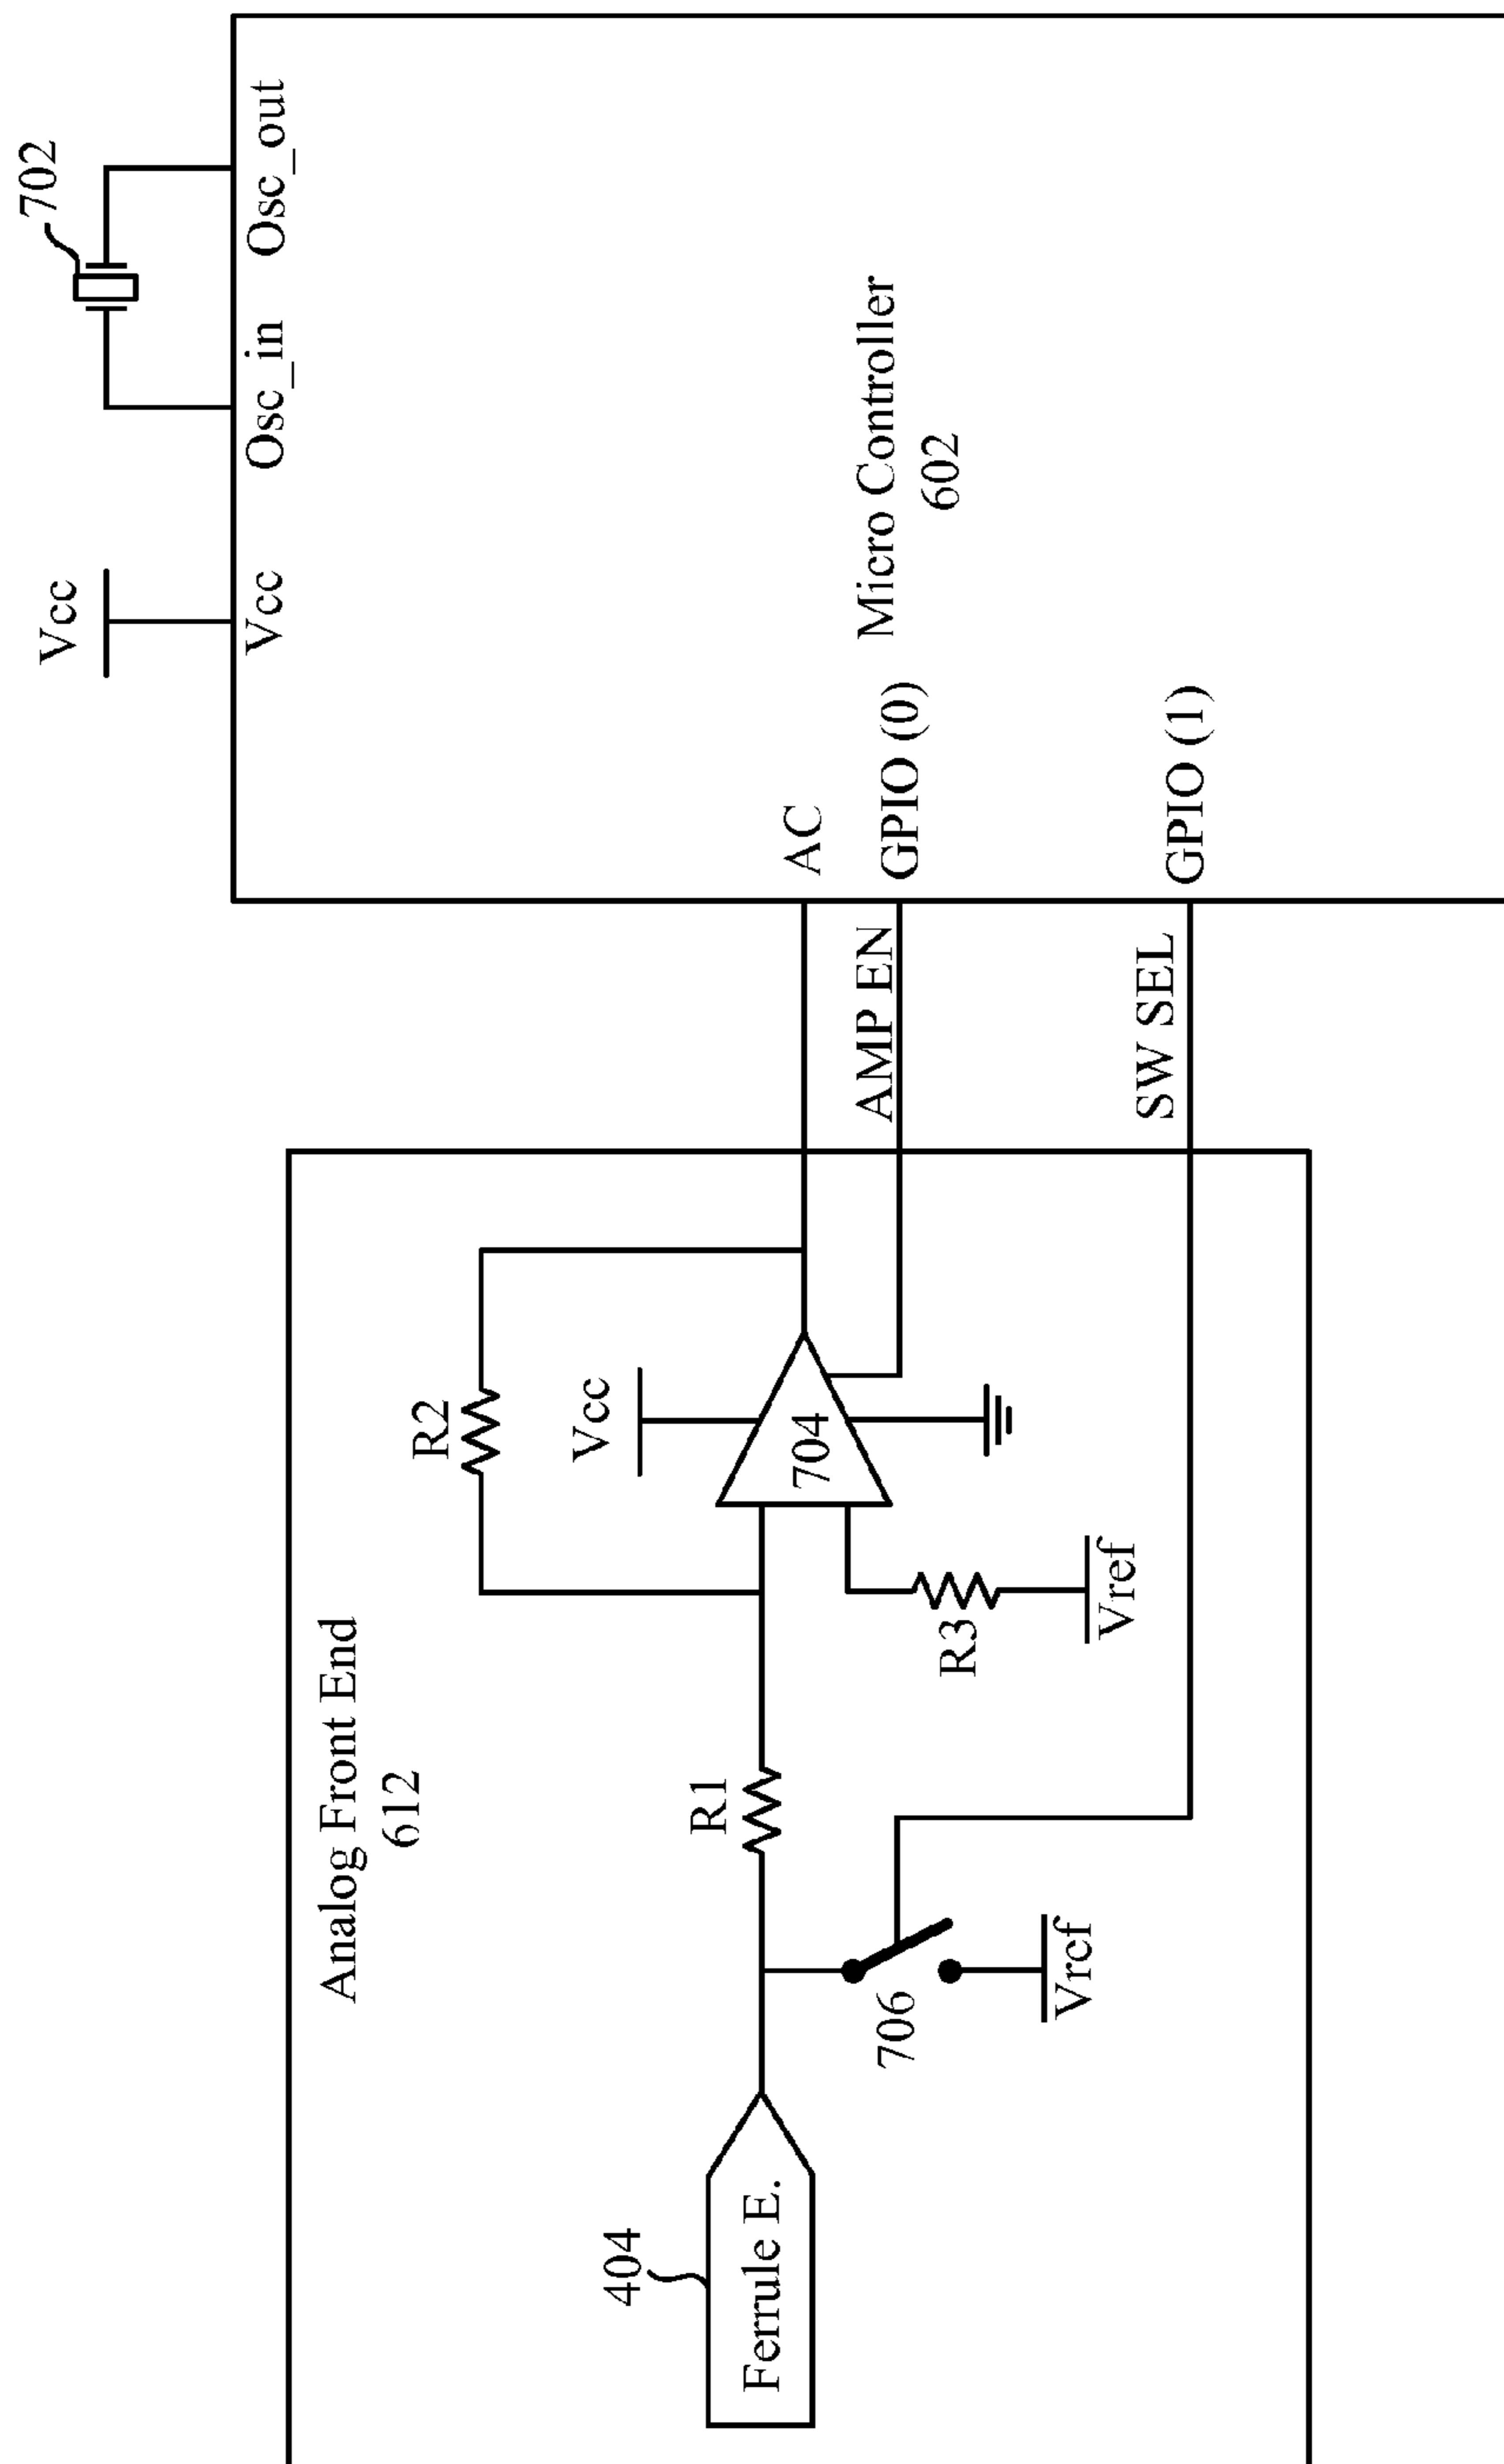 702
Vcc
Vcc
Osc_in
Osc_out
Analog Front End
612
R2
Vcc
404
Ferrule E.
R1
704
AC
Micro Controller
602
AMP EN
GPIO (0)
706
R3
Vref
Vref
SW SEL
GPIO (1)